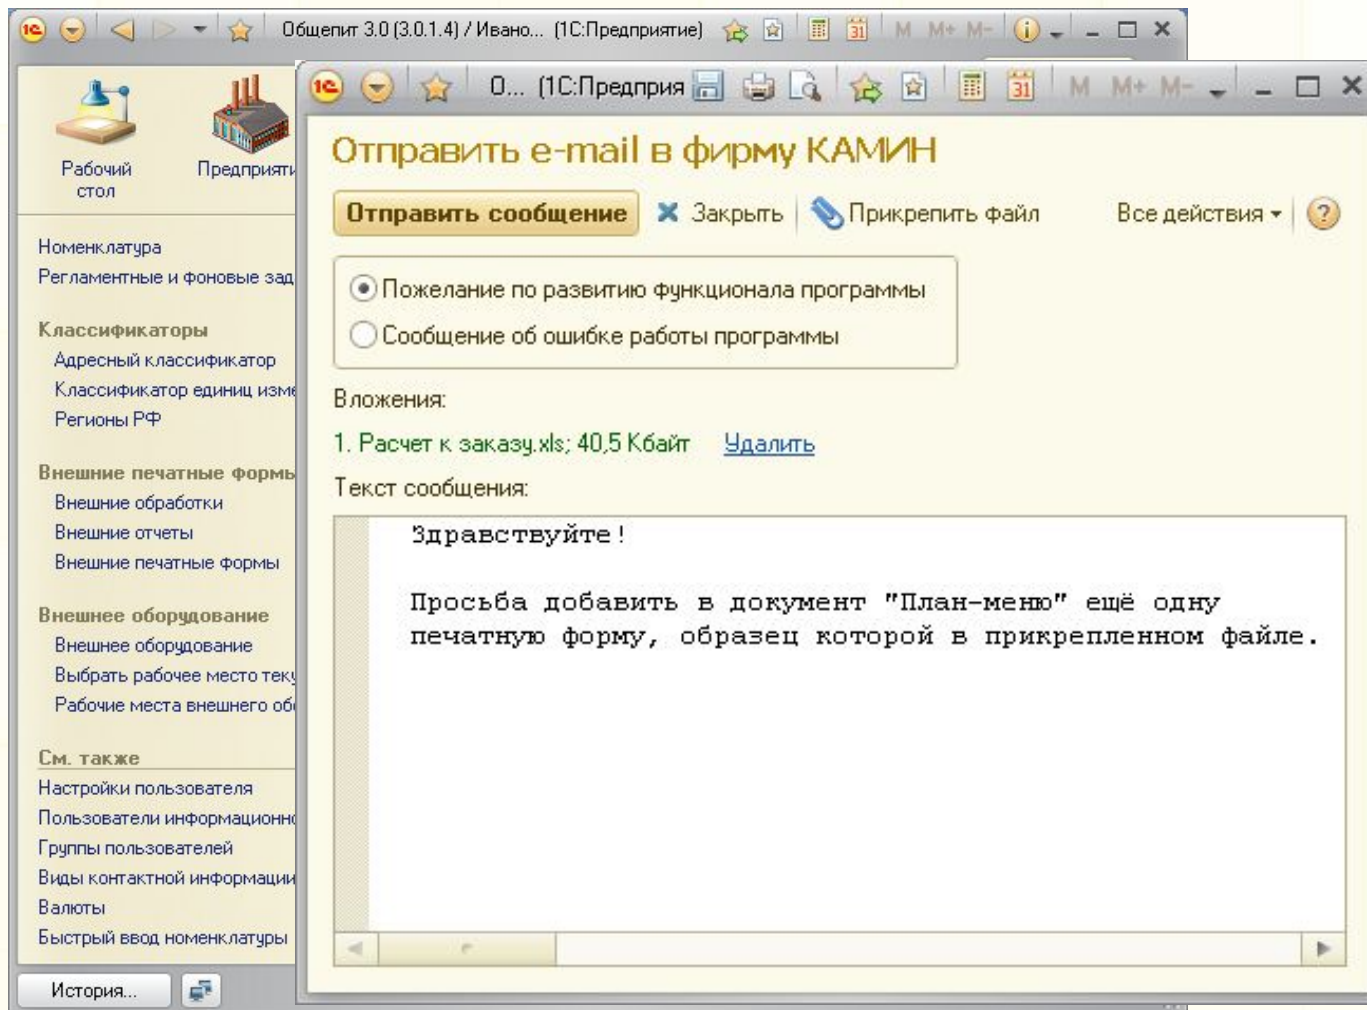 Общепит 3.0 (3.0.1.4) / Ивано... (1С:Предприятие)
31 M M+ M-
Рабочий
стол
Предприяти
Номенклатура
Регламентные и фоновые зад
Классификаторы
Адресный классификатор
Классификатор единиц изме
Регионы РФ
Внешние печатные формы
Внешние обработки
Внешние отчеты
Внешние печатные формы
Внешнее оборудование
Внешнее оборудование
Выбрать рабочее место теку
Рабочие места внешнего об
См. также
Настройки пользователя
Пользователи информационно
Группы пользователей
Виды контактной информации
Валюты
Быстрый ввод номенклатуры
История...
О... (1С:Предприя
31 M M+ M-
Отправить e-mail в фирму КАМИН
Отправить сообщение Закрыть Прикрепить файл Все действия
Пожелание по развитию функционала программы
Сообщение об ошибке работы программы
Вложения:
1. Расчет к заказу.xls; 40,5 Кбайт Удалить
Текст сообщения:
Здравствуйте!
Просьба добавить в документ "План-меню" ещё одну
печатную форму, образец которой в прикрепленном файле.